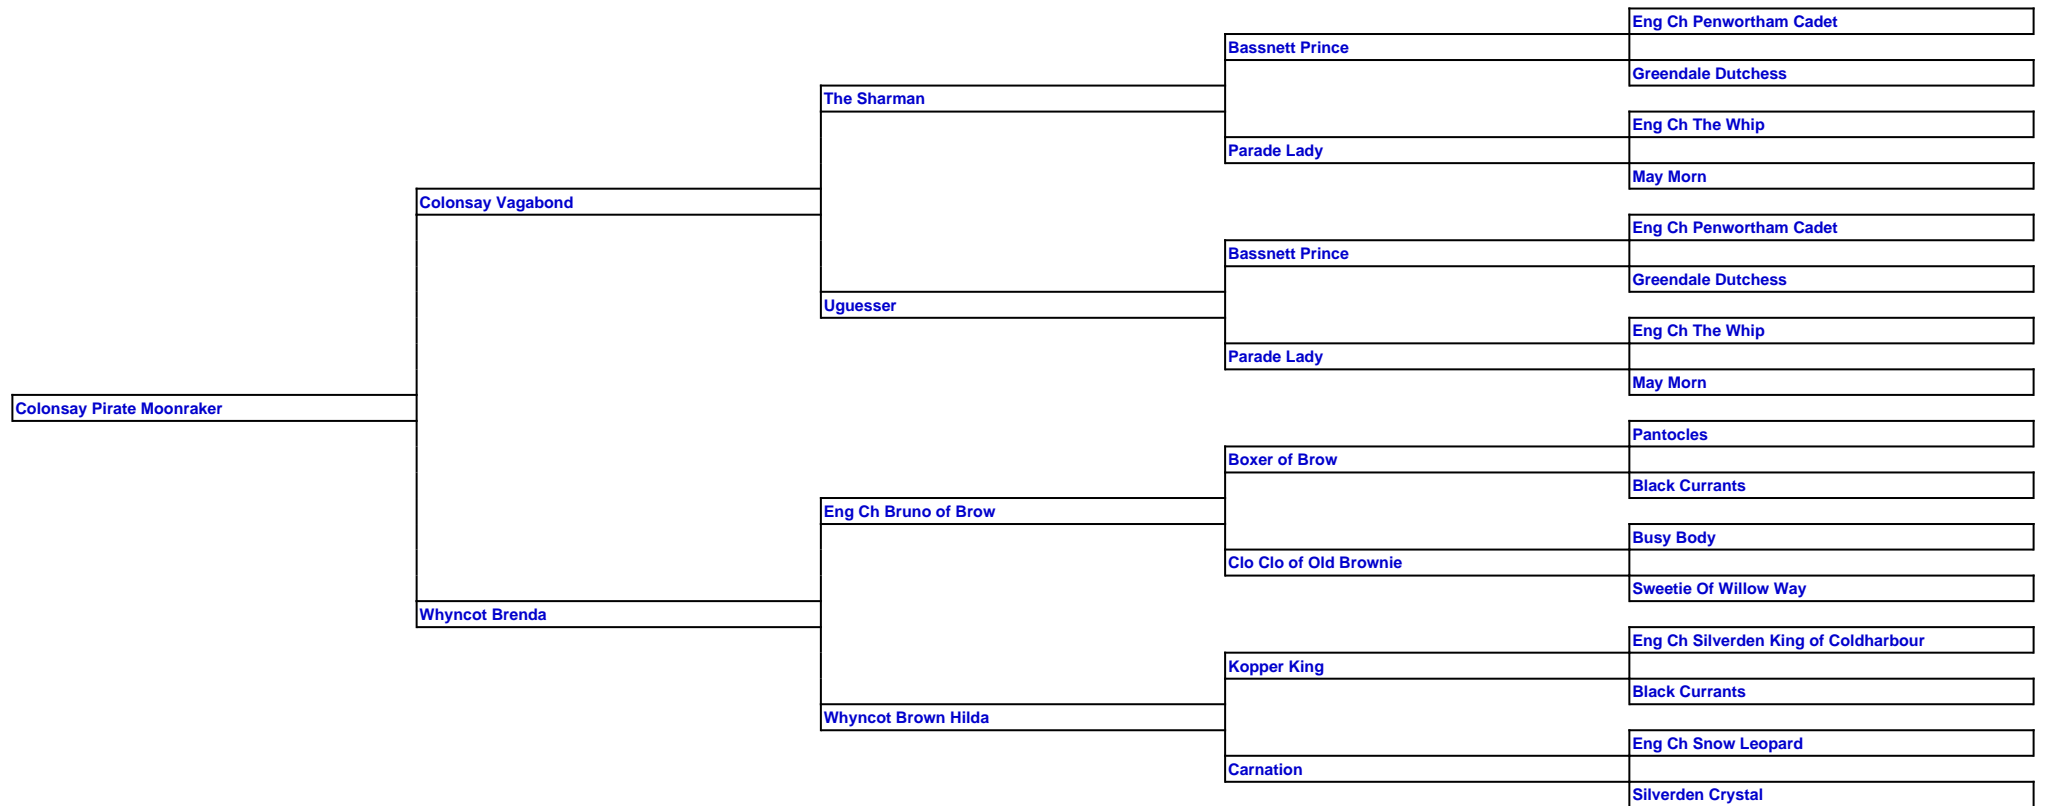 Eng Ch Penwortham Cadet
Bassnett Prince
Greendale Dutchess
The Sharman
Eng Ch The Whip
Parade Lady
May Morn
Colonsay Vagabond
Eng Ch Penwortham Cadet
Bassnett Prince
Greendale Dutchess
Uguesser
Eng Ch The Whip
Parade Lady
May Morn
Colonsay Pirate Moonraker
Pantocles
Boxer of Brow
Black Currants
Eng Ch Bruno of Brow
Busy Body
Clo Clo of Old Brownie
Sweetie Of Willow Way
Whyncot Brenda
Eng Ch Silverden King of Coldharbour
Kopper King
Black Currants
Whyncot Brown Hilda
Eng Ch Snow Leopard
Carnation
Silverden Crystal